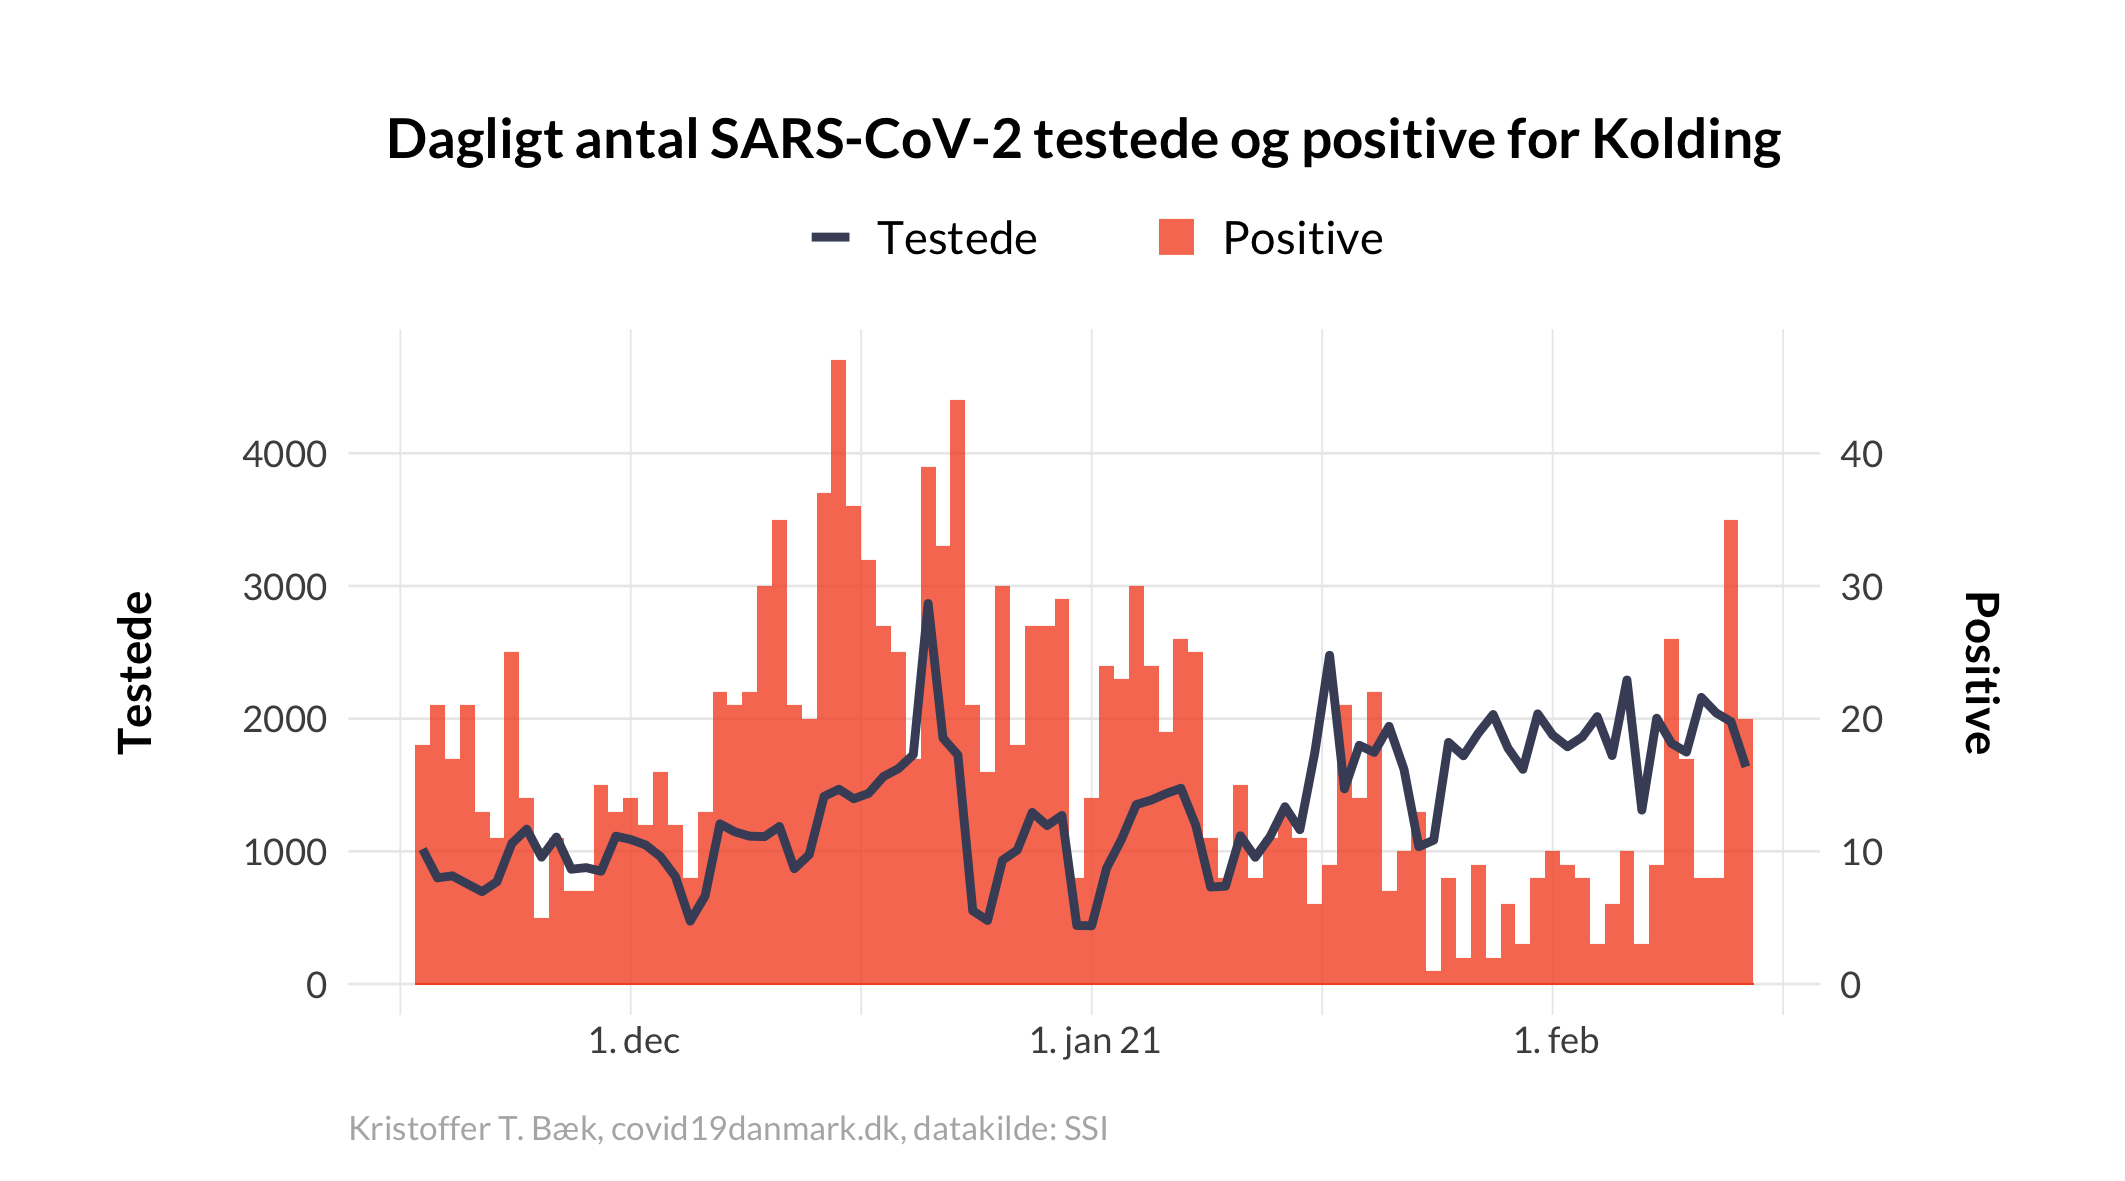 Dagligt antal SARS-CoV-2 testede og positive for Kolding
Testede Positive
4000 40
3000 30
2000 20
1000 10
0 0
Testede
Positive
1. dec 1. jan 21 1. feb
Kristoffer T. Bæk, covid19danmark.dk, datakilde: SSI